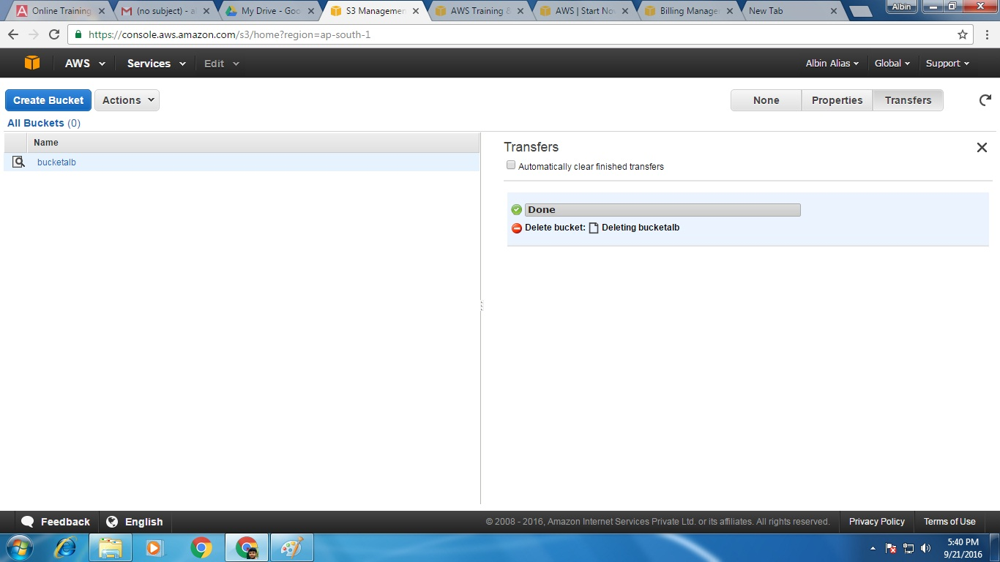 Online Training
(no subject) - al
My Drive - Goo
S3 Managemen
AWS Training &
AWS | Start No
Billing Manage
New Tab
Albin
https://console.aws.amazon.com/s3/home?region=ap-south-1
AWS Services Edit Albin Alias Global Support
Create Bucket Actions None Properties Transfers
All Buckets (0)
Name
bucketalb
Transfers
Automatically clear finished transfers
Done
Delete bucket: Deleting bucketalb
Feedback English © 2008 - 2016, Amazon Internet Services Private Ltd. or its affiliates. All rights reserved. Privacy Policy Terms of Use
5:40 PM
9/21/2016